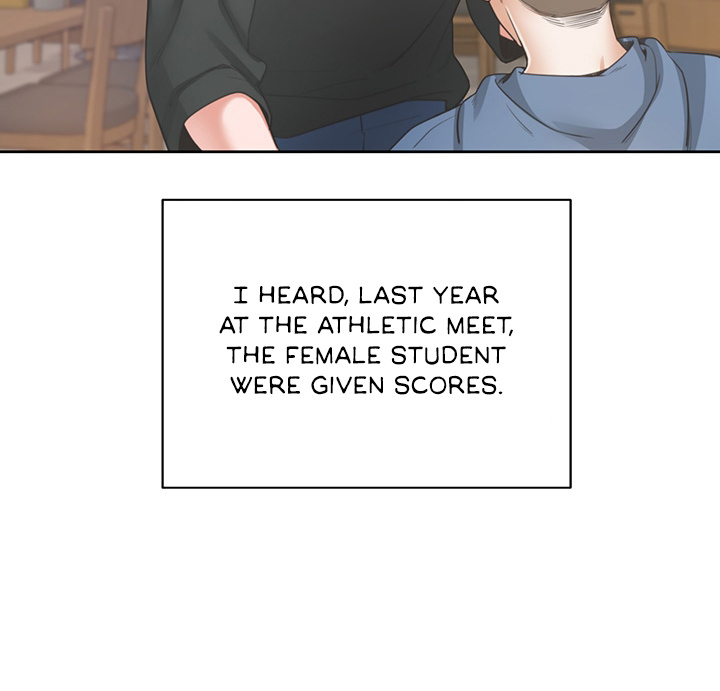 I HEARD, LAST YEAR
AT THE ATHLETIC MEET,
THE FEMALE STUDENT
WERE GIVEN SCORES.